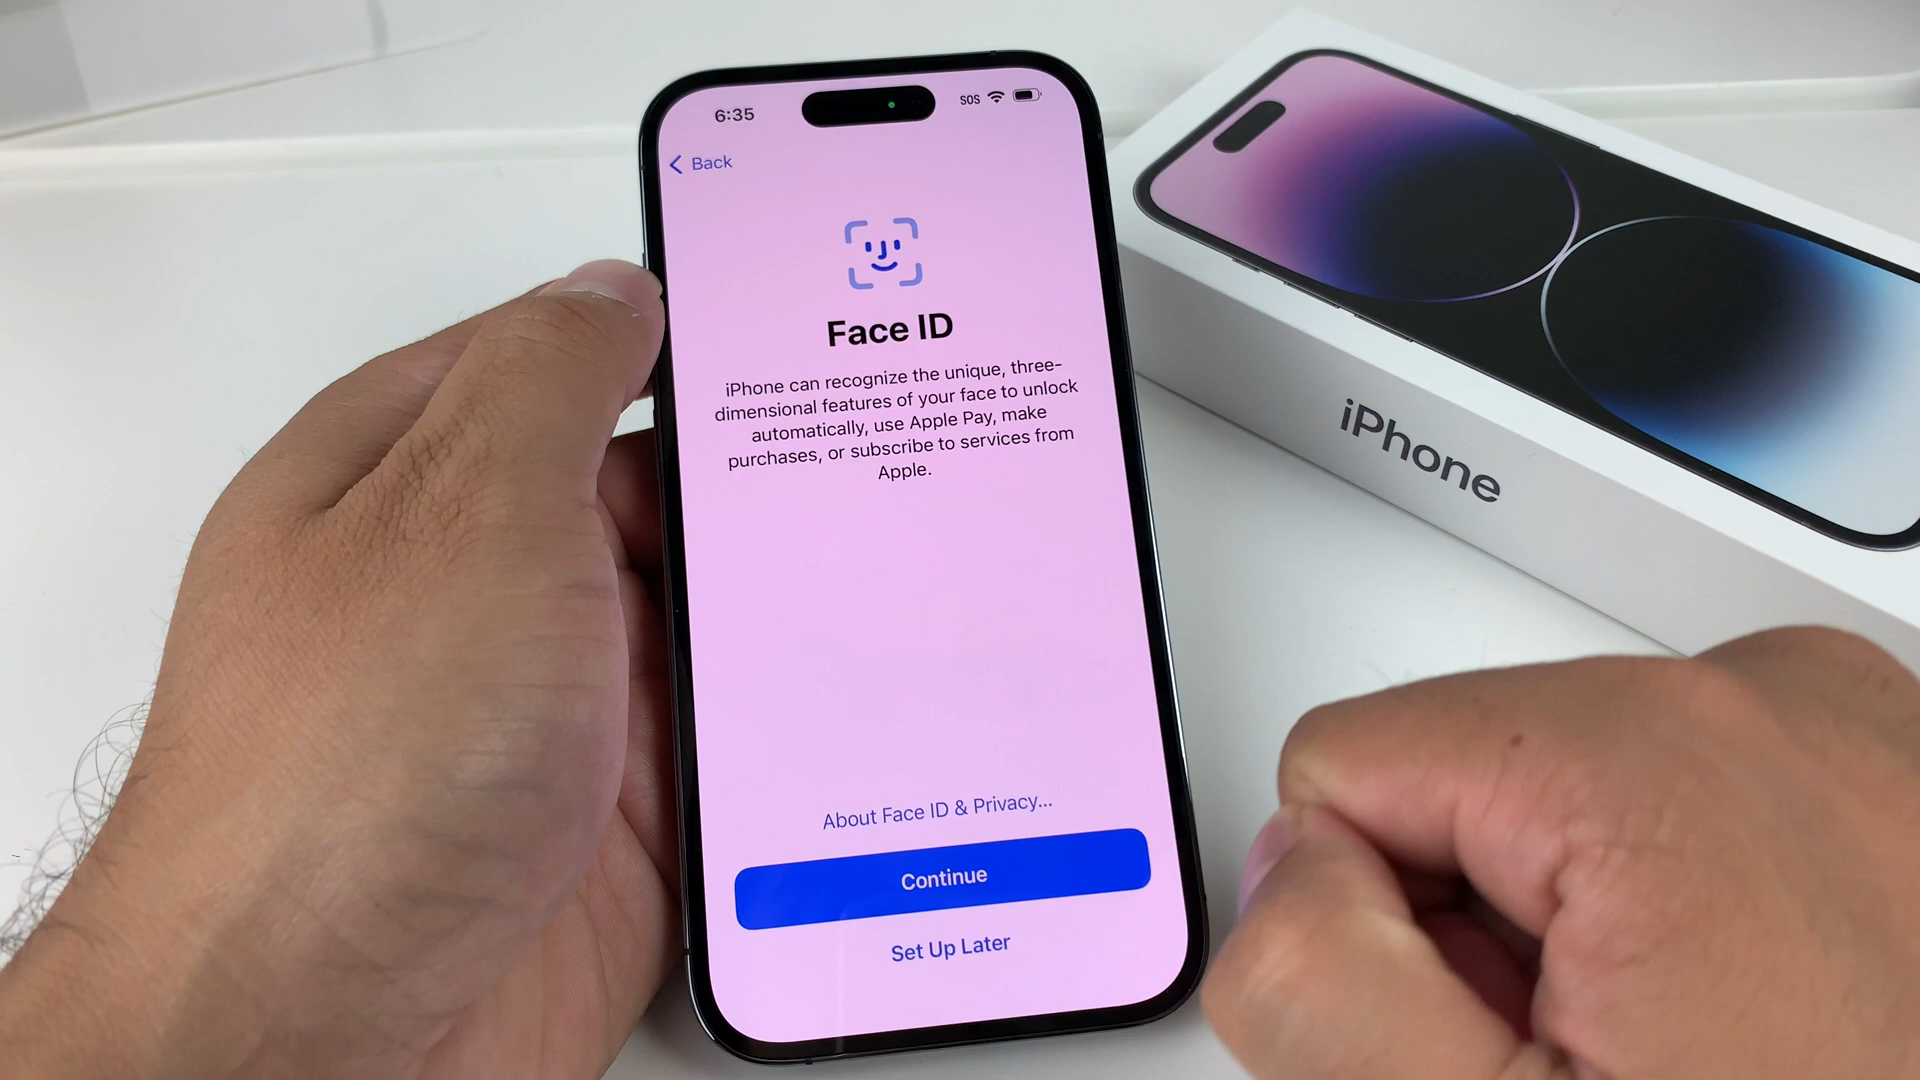 6:35
SOS
Back
Face ID
iPhone can recognize the unique, three-
dimensional features of your face to unlock
automatically, use Apple Pay, make
purchases, or subscribe to services from
Apple.
About Face ID & Privacy...
Continue
Set Up Later
iPhone